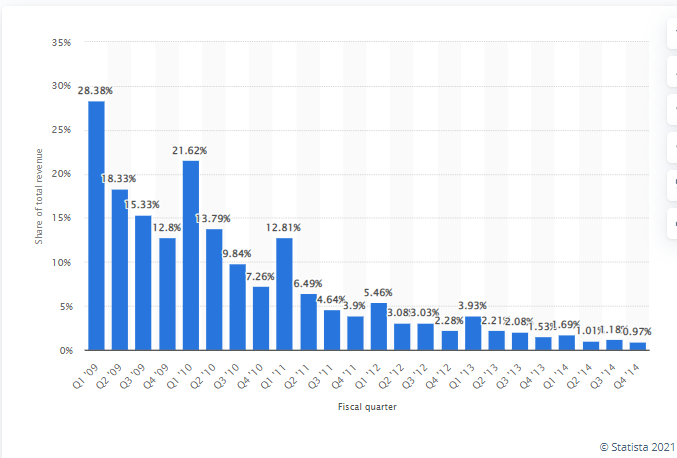 35%
30%
25%
20%
15%
10%
5%
0%
Share of total revenue
28.38%
18.33%
15.33%
12.8%
21.62%
13.79%
9.84%
7.26%
12.81%
6.49%
4.64%
3.9%
5.46%
3.08%
3.03%
2.28%
3.93%
2.21%
2.08%
1.53%
1.69%
1.01%
1.18%
0.97%
Q1 '09
Q2 '09
Q3 '09
Q4 '09
Q1 '10
Q2 '10
Q3 '10
Q4 '10
Q1 '11
Q2 '11
Q3 '11
Q4 '11
Q1 '12
Q2 '12
Q3 '12
Q4 '12
Q1 '13
Q2 '13
Q3 '13
Q4 '13
Q1 '14
Q2 '14
Q3 '14
Q4 '14
Fiscal quarter
© Statista 2021